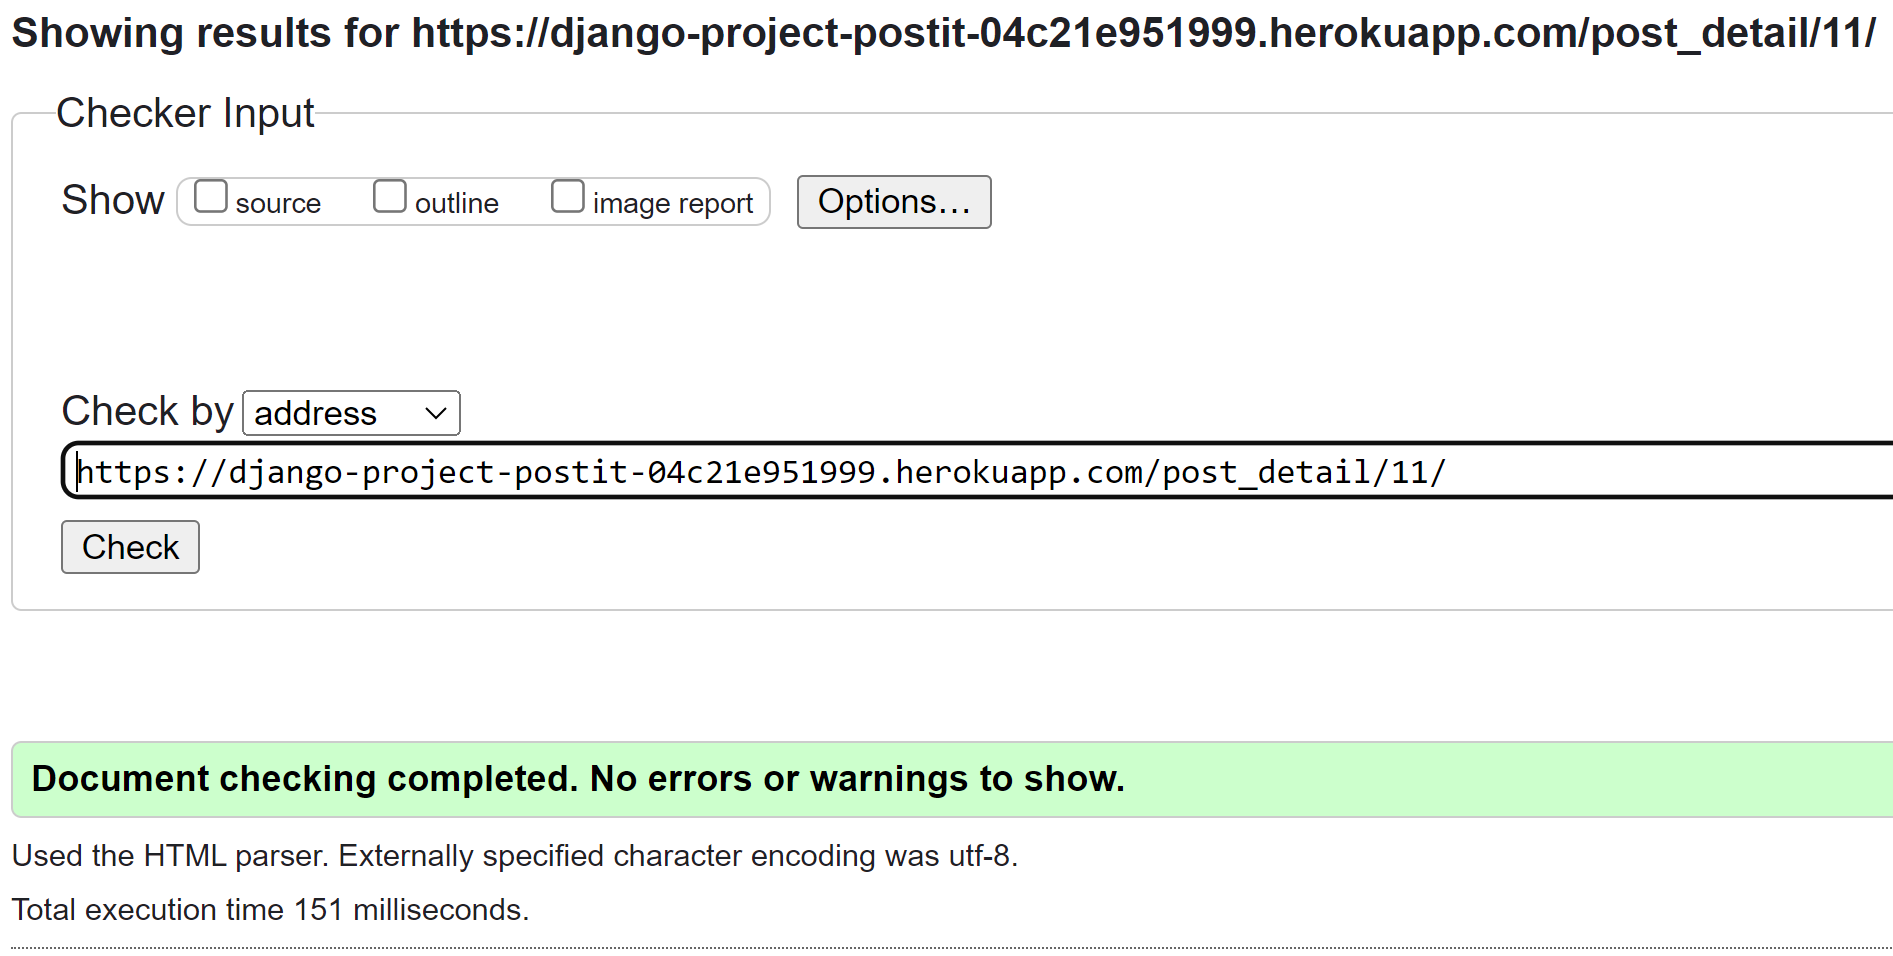 Showing results for https://django-project-postit-04c21e951999.herokuapp.com/post_detail/11/
Checker Input
Show source outline image report Options...
Check by address
https://django-project-postit-04c21e951999.herokuapp.com/post_detail/11/
Check
Document checking completed. No errors or warnings to show.
Used the HTML parser. Externally specified character encoding was utf-8.
Total execution time 151 milliseconds.